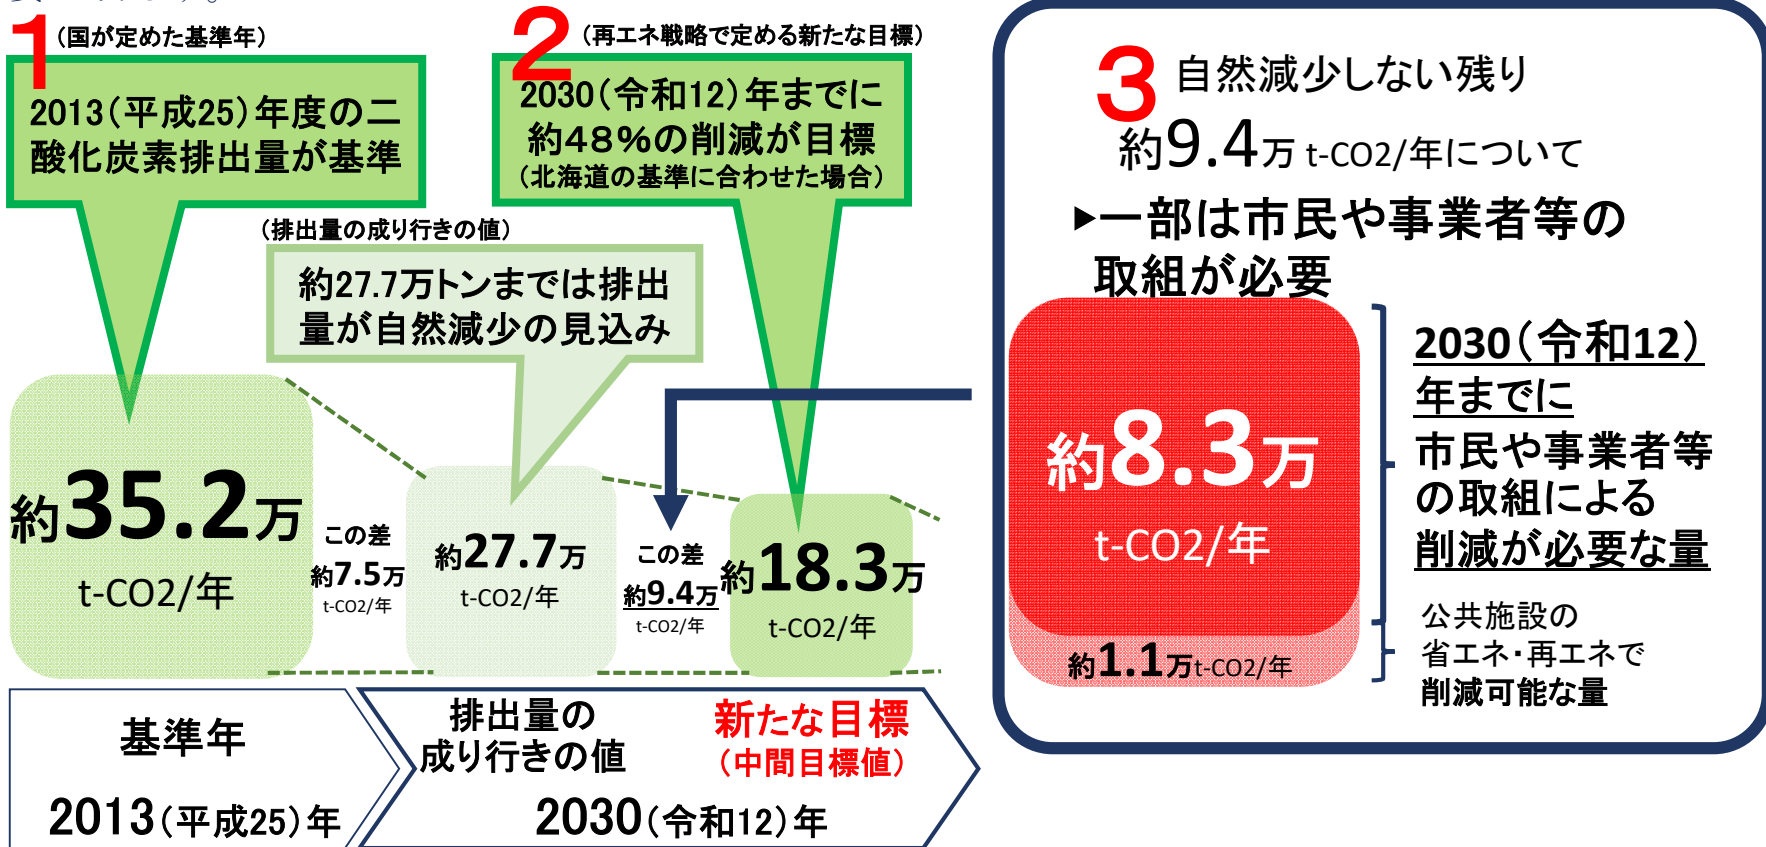 1
(国が定めた基準年)
2013(平成25)年度の二
酸化炭素排出量が基準
2
(再エネ戦略で定める新たな目標)
2030(令和12)年までに
約48%の削減が目標
(北海道の基準に合わせた場合)
(排出量の成り行きの値)
約27.7万トンまでは排出
量が自然減少の見込み
約35.2万
t-CO2/年
この差
約7.5万
t-CO2/年
約27.7万
t-CO2/年
この差
約9.4万
t-CO2/年
約18.3万
t-CO2/年
基準年
2013(平成25)年
排出量の
成り行きの値
新たな目標
(中間目標値)
2030(令和12)年
3
自然減少しない残り
約9.4万 t-CO2/年について
▶一部は市民や事業者等の
取組が必要
約8.3万
t-CO2/年
2030(令和12)
年までに
市民や事業者等
の取組による
削減が必要な量
約1.1万t-CO2/年
公共施設の
省エネ・再エネで
削減可能な量